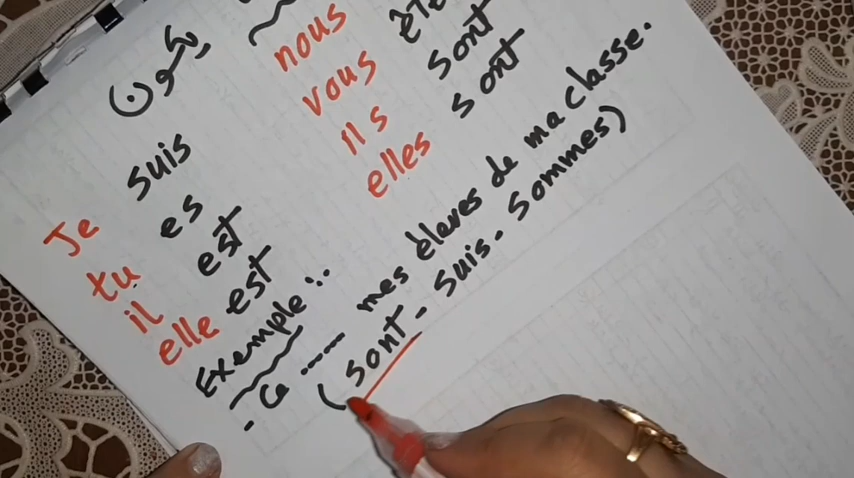 يكون
Je suis
tu es
il est
elle est
nous
vous ête
ils sont
elles sont
Exemple :.
. Ce ...... mes élèves de ma classe.
(sont - suis - sommes)